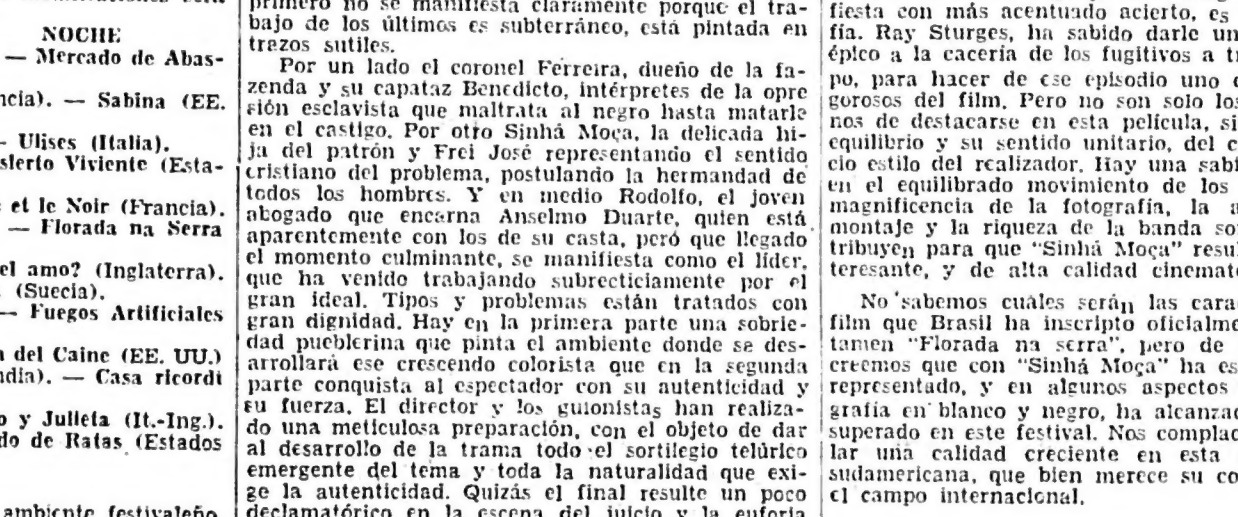 NOCHE
— Mercado de Abas-
ncia). — Sabina (EE.
- Ulises (Italia).
Viviente (Esta-
et le Noir (Francia).
— Florada na Serra
el amo? (Inglaterra).
(Suecia).
— Fuegos Artificiales
del Caine (EE. UU.)
ndia). — Casa ricordi
o y Julieta (It.-Ing.).
do de Ratas (Estados
ambiente festivaleño
primero no se manifiesta claramente porque el tra-
bajo de los últimos es subterráneo, está pintada en
trezos sutiles.
Por un lado el coronel Ferreira, dueño de la fa-
zenda y su capataz Benedicto, intérpretes de la opre
sión esclavista que maltrata al negro hasta matarle
en el castigo. Por otro Sinhá Moça, la delicada hi-
ja del patrón y Frei José representando el sentido
cristiano del problema, postulando la hermandad de
todos los hombres. Y en medio Rodolfo, el joven
abogado que encarna Anselmo Duarte, quien está
aparentemente con los de su casta, peró que llegado
el momento culminante, se manifiesta como el líder,
que ha venido trabajando subrecticiamente por el
gran ideal. Tipos y problemas están tratados con
gran dignidad. Hay en la primera parte una sobrie-
dad pueblerina que pinta el ambiente donde se des-
arrollará ese crescendo colorista que en la segunda
parte conquista al espectador con su autenticidad y
su fuerza. El director y los guionistas han realiza-
do una meticulosa preparación, con el objeto de dar
al desarrollo de la trama todo el sortilegio telúrico
emergente del tema y toda la naturalidad que exi-
ge la autenticidad. Quizás el final resulte un poco
declamatórico en la escena del juicio y la euforia
fiesta con más acentuado acierto, es
fía. Ray Sturges, ha sabido darle un
épico a la cacería de los fugitivos a tr
po, para hacer de ese episodio uno d
gorosos del film. Pero no son solo los
nos de destacarse en esta película, si
equilibrio y su sentido unitario, del c
cio estilo del realizador. Hay una sabi
en el equilibrado movimiento de los
magnificencia de la fotografía, la a
montaje y la riqueza de la banda so
tribuyen para que "Sinhá Moça" resul
teresante, y de alta calidad cinemato
No sabemos cuáles serán las cara
film que Brasil ha inscripto oficialme
tamen "Florada na serra", pero de
creemos que con "Sinhá Moça" ha es
representado, y en algunos aspectos
grafía en blanco y negro, ha alcanzad
superado en este festival. Nos complac
lar una calidad creciente en esta
sudamericana, que bien merece su co
el campo internacional.